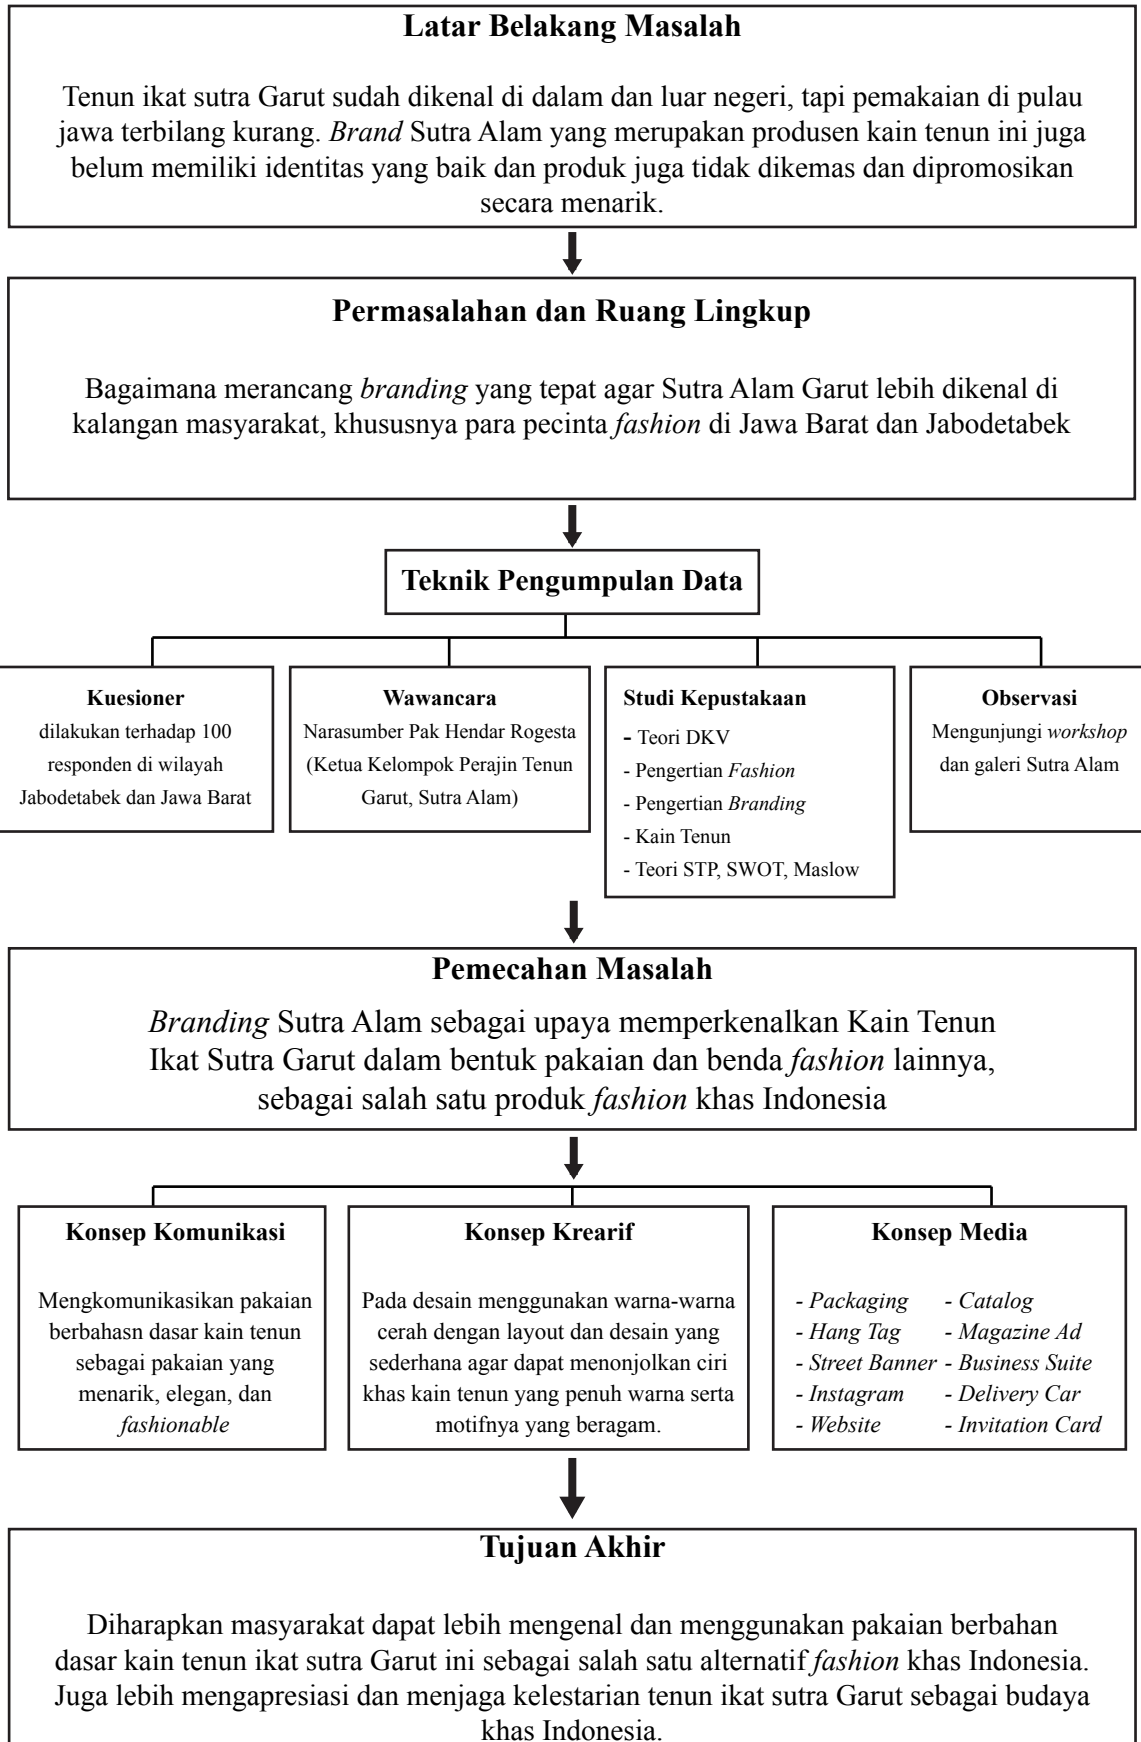 Latar Belakang Masalah
Tenun ikat sutra Garut sudah dikenal di dalam dan luar negeri, tapi pemakaian di pulau
jawa terbilang kurang. Brand Sutra Alam yang merupakan produsen kain tenun ini juga
belum memiliki identitas yang baik dan produk juga tidak dikemas dan dipromosikan
secara menarik.
Permasalahan dan Ruang Lingkup
Bagaimana merancang branding yang tepat agar Sutra Alam Garut lebih dikenal di
kalangan masyarakat, khususnya para pecinta fashion di Jawa Barat dan Jabodetabek
Teknik Pengumpulan Data
Kuesioner
dilakukan terhadap 100
responden di wilayah
Jabodetabek dan Jawa Barat
Wawancara
Narasumber Pak Hendar Rogesta
(Ketua Kelompok Perajin Tenun
Garut, Sutra Alam)
Studi Kepustakaan
- Teori DKV
- Pengertian Fashion
- Pengertian Branding
- Kain Tenun
- Teori STP, SWOT, Maslow
Observasi
Mengunjungi workshop
dan galeri Sutra Alam
Pemecahan Masalah
Branding Sutra Alam sebagai upaya memperkenalkan Kain Tenun
Ikat Sutra Garut dalam bentuk pakaian dan benda fashion lainnya,
sebagai salah satu produk fashion khas Indonesia
Konsep Komunikasi
Mengkomunikasikan pakaian
berbahasn dasar kain tenun
sebagai pakaian yang
menarik, elegan, dan
fashionable
Konsep Krearif
Pada desain menggunakan warna-warna
cerah dengan layout dan desain yang
sederhana agar dapat menonjolkan ciri
khas kain tenun yang penuh warna serta
motifnya yang beragam.
Konsep Media
- Packaging
- Hang Tag
- Street Banner
- Instagram
- Website
- Catalog
- Magazine Ad
- Business Suite
- Delivery Car
- Invitation Card
Tujuan Akhir
Diharapkan masyarakat dapat lebih mengenal dan menggunakan pakaian berbahan
dasar kain tenun ikat sutra Garut ini sebagai salah satu alternatif fashion khas Indonesia.
Juga lebih mengapresiasi dan menjaga kelestarian tenun ikat sutra Garut sebagai budaya
khas Indonesia.